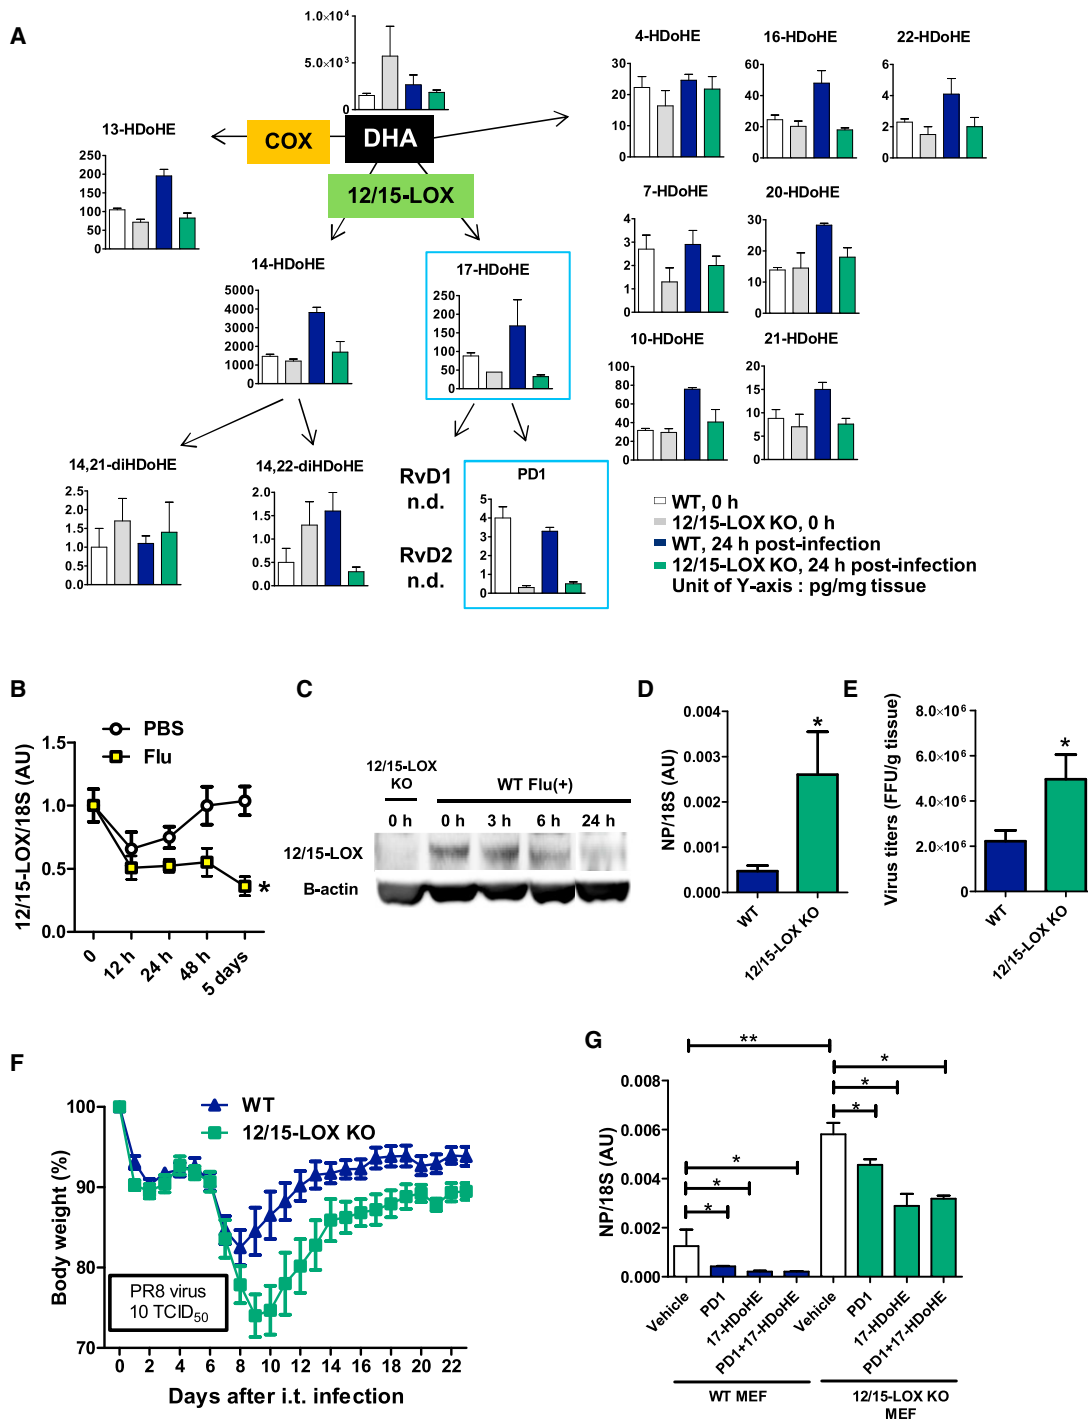 A
1.0×10⁴
5.0×10³
0
DHA
COX
12/15-LOX
13-HDoHE
250
200
150
100
50
0
4-HDoHE
30
20
10
0
16-HDoHE
60
40
20
0
22-HDoHE
6
4
2
0
7-HDoHE
4
3
2
1
0
20-HDoHE
30
20
10
0
14-HDoHE
5000
4000
3000
2000
1000
0
17-HDoHE
250
200
150
100
50
0
10-HDoHE
100
80
60
40
20
0
21-HDoHE
20
15
10
5
0
14,21-diHDoHE
2.5
2.0
1.5
1.0
0.5
0.0
14,22-diHDoHE
2.0
1.5
1.0
0.5
0.0
RvD1
n.d.
RvD2
n.d.
PD1
5
4
3
2
1
0
WT, 0 h
12/15-LOX KO, 0 h
WT, 24 h post-infection
12/15-LOX KO, 24 h post-infection
Unit of Y-axis : pg/mg tissue
B
PBS
Flu
12/15-LOX/18S (AU)
1.5
1.0
0.5
0.0
*
0
12 h
24 h
48 h
5 days
C
12/15-LOX
KO
WT Flu(+)
0 h
0 h
3 h
6 h
24 h
12/15-LOX
B-actin
D
NP/18S (AU)
0.004
0.003
0.002
0.001
0.000
*
WT
12/15-LOX KO
E
Virus titers (FFU/g tissue)
8.0×10⁶
6.0×10⁶
4.0×10⁶
2.0×10⁶
0
*
WT
12/15-LOX KO
F
WT
12/15-LOX KO
Body weight (%)
100
90
80
70
PR8 virus
10 TCID₅₀
0 2 4 6 8 10 12 14 16 18 20 22
Days after i.t. infection
G
NP/18S (AU)
0.008
0.006
0.004
0.002
0.000
**
*
*
*
*
*
*
Vehicle
PD1
17-HDoHE
PD1+17-HDoHE
Vehicle
PD1
17-HDoHE
PD1+17-HDoHE
WT MEF
12/15-LOX KO
MEF